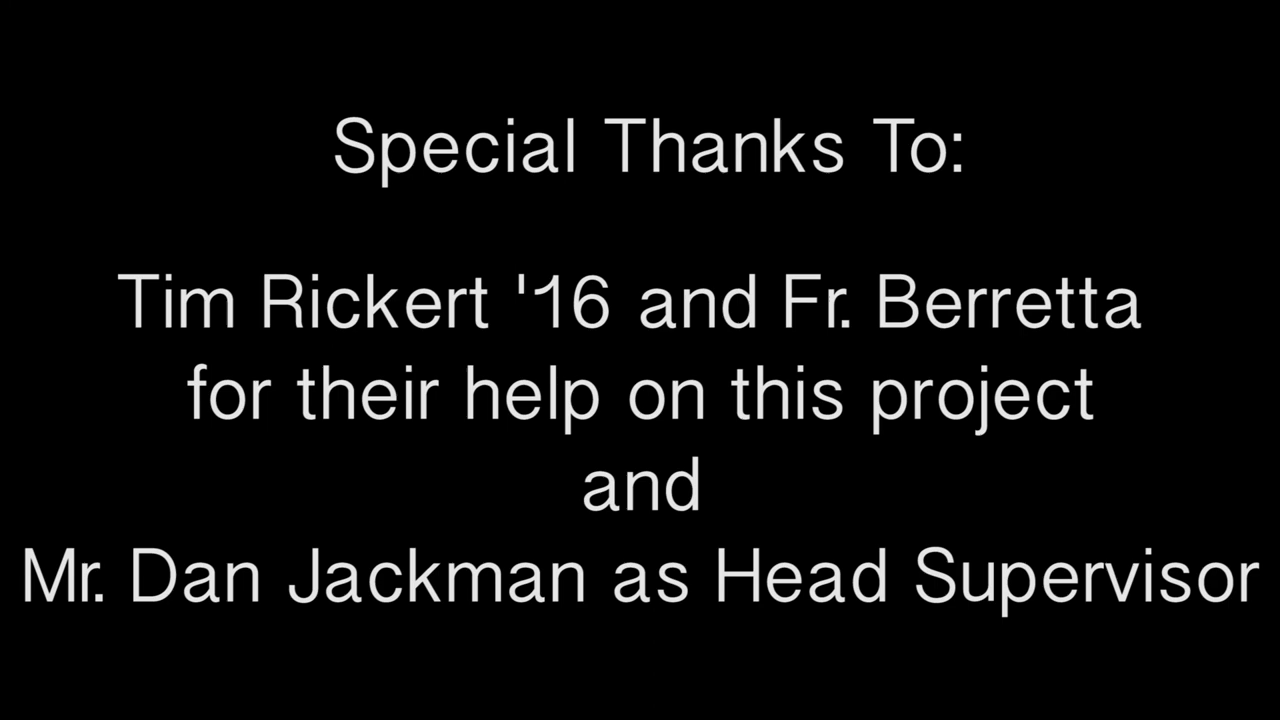 Special Thanks To:
Tim Rickert '16 and Fr. Berretta
for their help on this project
and
Mr. Dan Jackman as Head Supervisor